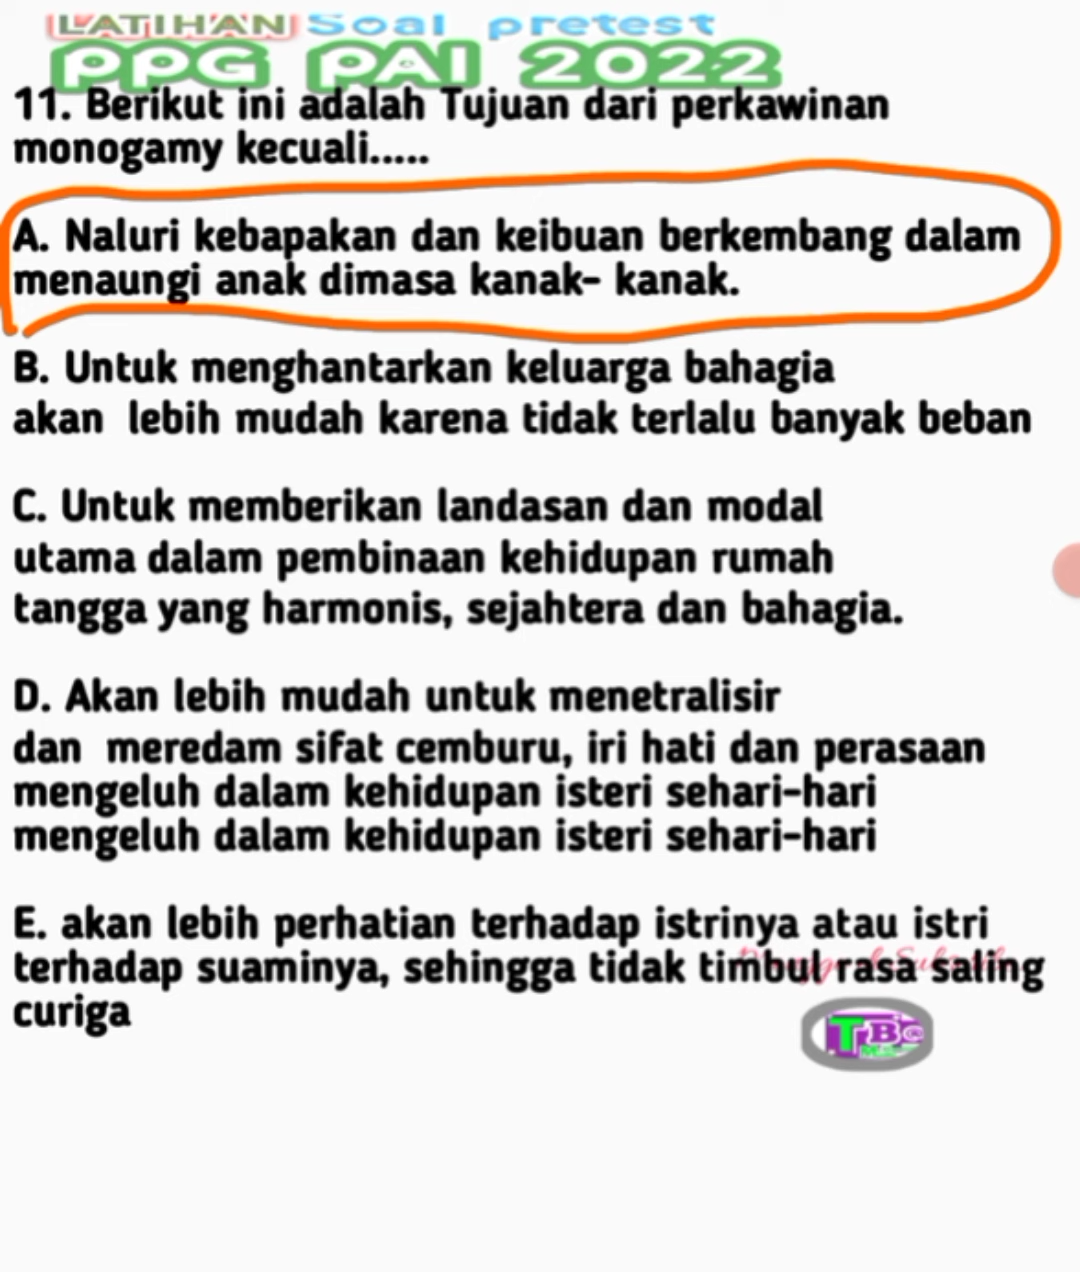 LATIHAN Soal pretest
PPG PAI 2022
11. Berikut ini adalah Tujuan dari perkawinan
monogamy kecuali.....
A. Naluri kebapakan dan keibuan berkembang dalam
menaungi anak dimasa kanak- kanak.
B. Untuk menghantarkan keluarga bahagia
akan lebih mudah karena tidak terlalu banyak beban
C. Untuk memberikan landasan dan modal
utama dalam pembinaan kehidupan rumah
tangga yang harmonis, sejahtera dan bahagia.
D. Akan lebih mudah untuk menetralisir
dan meredam sifat cemburu, iri hati dan perasaan
mengeluh dalam kehidupan isteri sehari-hari
mengeluh dalam kehidupan isteri sehari-hari
E. akan lebih perhatian terhadap istrinya atau istri
terhadap suaminya, sehingga tidak timbul rasa saling
curiga